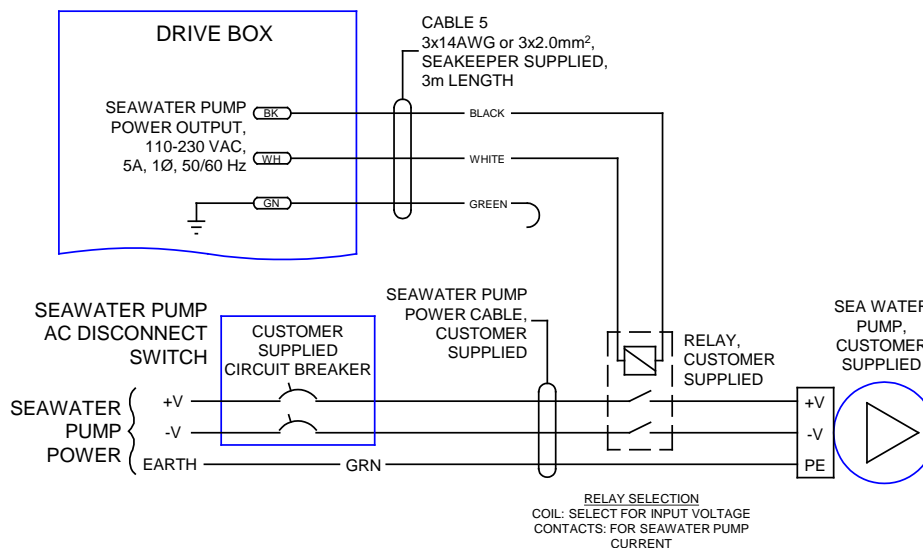 DRIVE BOX
CABLE 5
3x14AWG or 3x2.0mm²,
SEAKEEPER SUPPLIED,
3m LENGTH
SEAWATER PUMP
POWER OUTPUT,
110-230 VAC,
5A, 1Ø, 50/60 Hz
BK
BLACK
WH
WHITE
GN
GREEN
SEAWATER PUMP
AC DISCONNECT
SWITCH
CUSTOMER
SUPPLIED
CIRCUIT BREAKER
SEAWATER PUMP
POWER CABLE,
CUSTOMER
SUPPLIED
RELAY,
CUSTOMER
SUPPLIED
SEA WATER
PUMP,
CUSTOMER
SUPPLIED
SEAWATER
PUMP
POWER
+V
-V
EARTH
GRN
+V
-V
PE
RELAY SELECTION
COIL: SELECT FOR INPUT VOLTAGE
CONTACTS: FOR SEAWATER PUMP
CURRENT